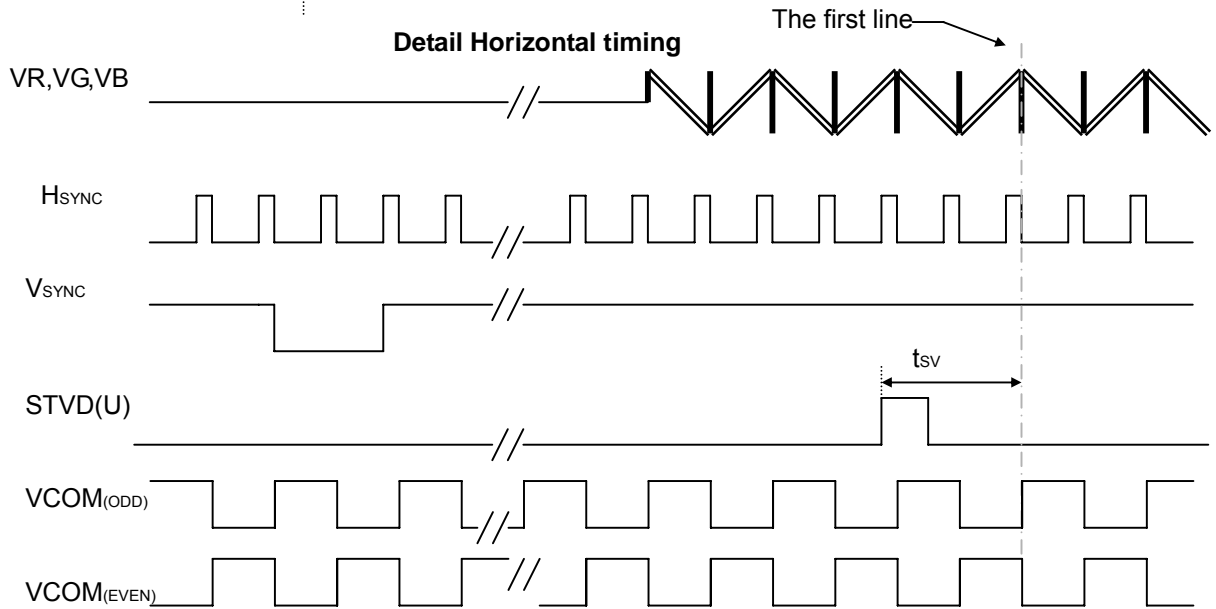 The first line
Detail Horizontal timing
VR,VG,VB
HSYNC
VSYNC
tSV
STVD(U)
VCOM(ODD)
VCOM(EVEN)